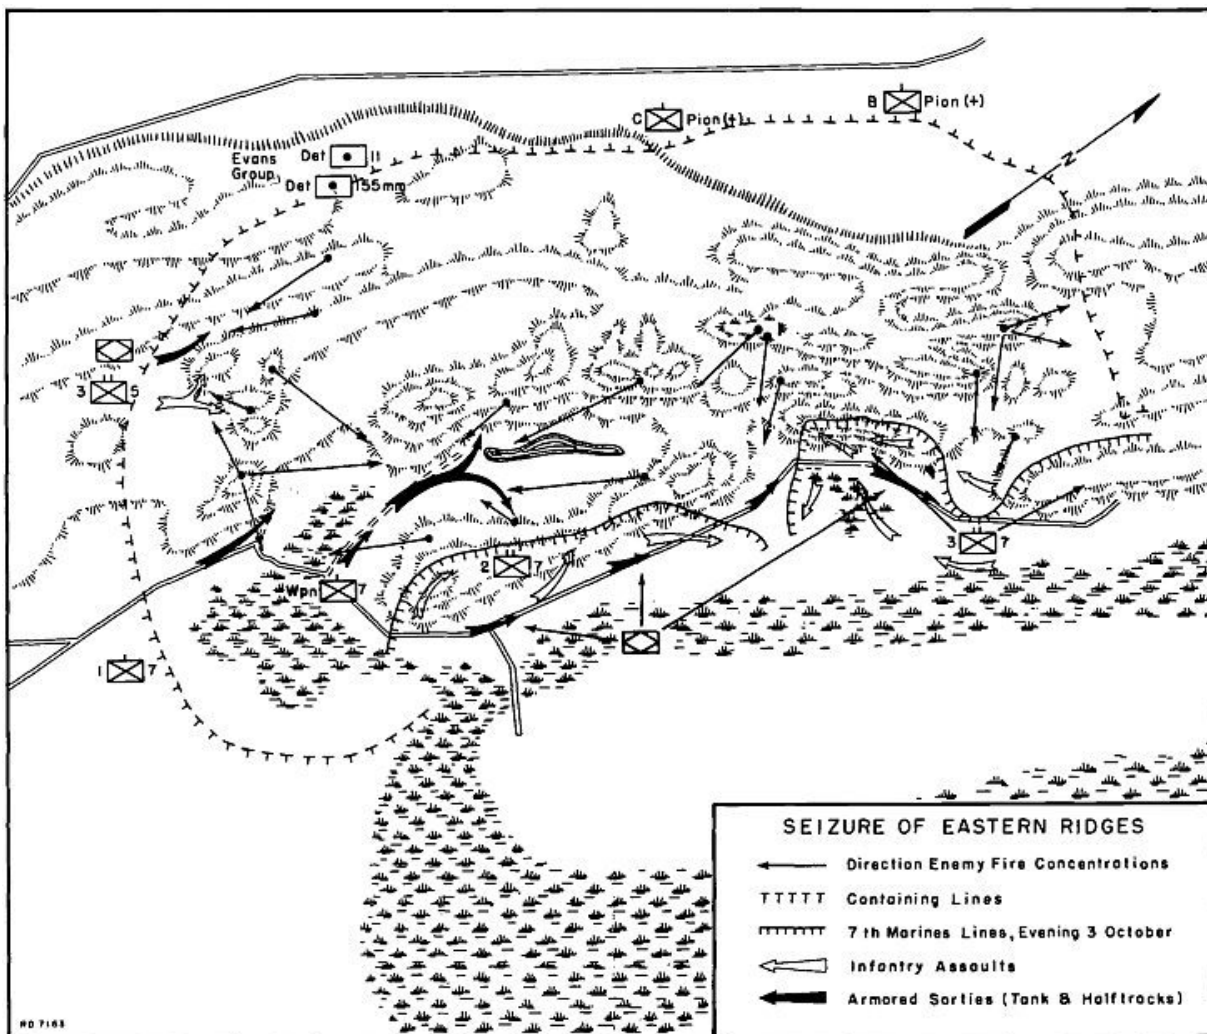 B Pion (+)
C Pion (+)
N
Evans
Group
Det 11
Det 155mm
3 5
3 7
2 7
Wpn 7
1 7
SEIZURE OF EASTERN RIDGES
Direction Enemy Fire Concentrations
Containing Lines
7 th Marines Lines, Evening 3 October
Infantry Assaults
Armored Sorties (Tank & Halftracks)
RD 7163